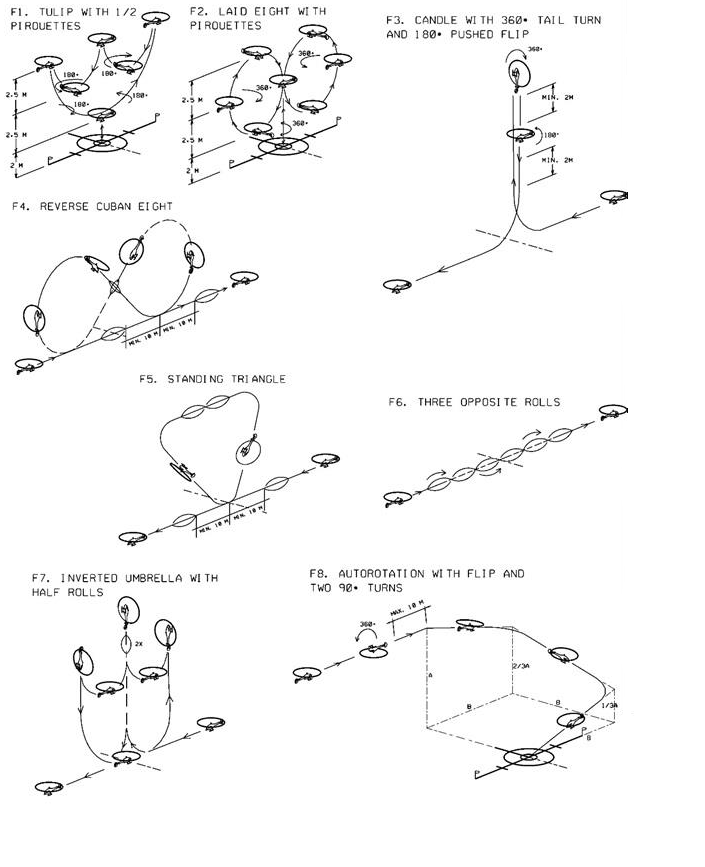 F1. TULIP WITH 1/2
PIROUETTES
180°
180°
180°
180°
2.5 M
2.5 M
2 M
P
P
F2. LAID EIGHT WITH
PIROUETTES
360°
360°
360°
2.5 M
2.5 M
2 M
P
P
F3. CANDLE WITH 360° TAIL TURN
AND 180° PUSHED FLIP
360°
MIN. 2M
180°
MIN. 2M
F4. REVERSE CUBAN EIGHT
MIN. 10 M
MIN. 10 M
F5. STANDING TRIANGLE
MIN. 10 M
MIN. 10 M
F6. THREE OPPOSITE ROLLS
F7. INVERTED UMBRELLA WITH
HALF ROLLS
2X
F8. AUTOROTATION WITH FLIP AND
TWO 90° TURNS
MAX. 10 M
360°
A
2/3A
B
B
1/3A
P
B
P